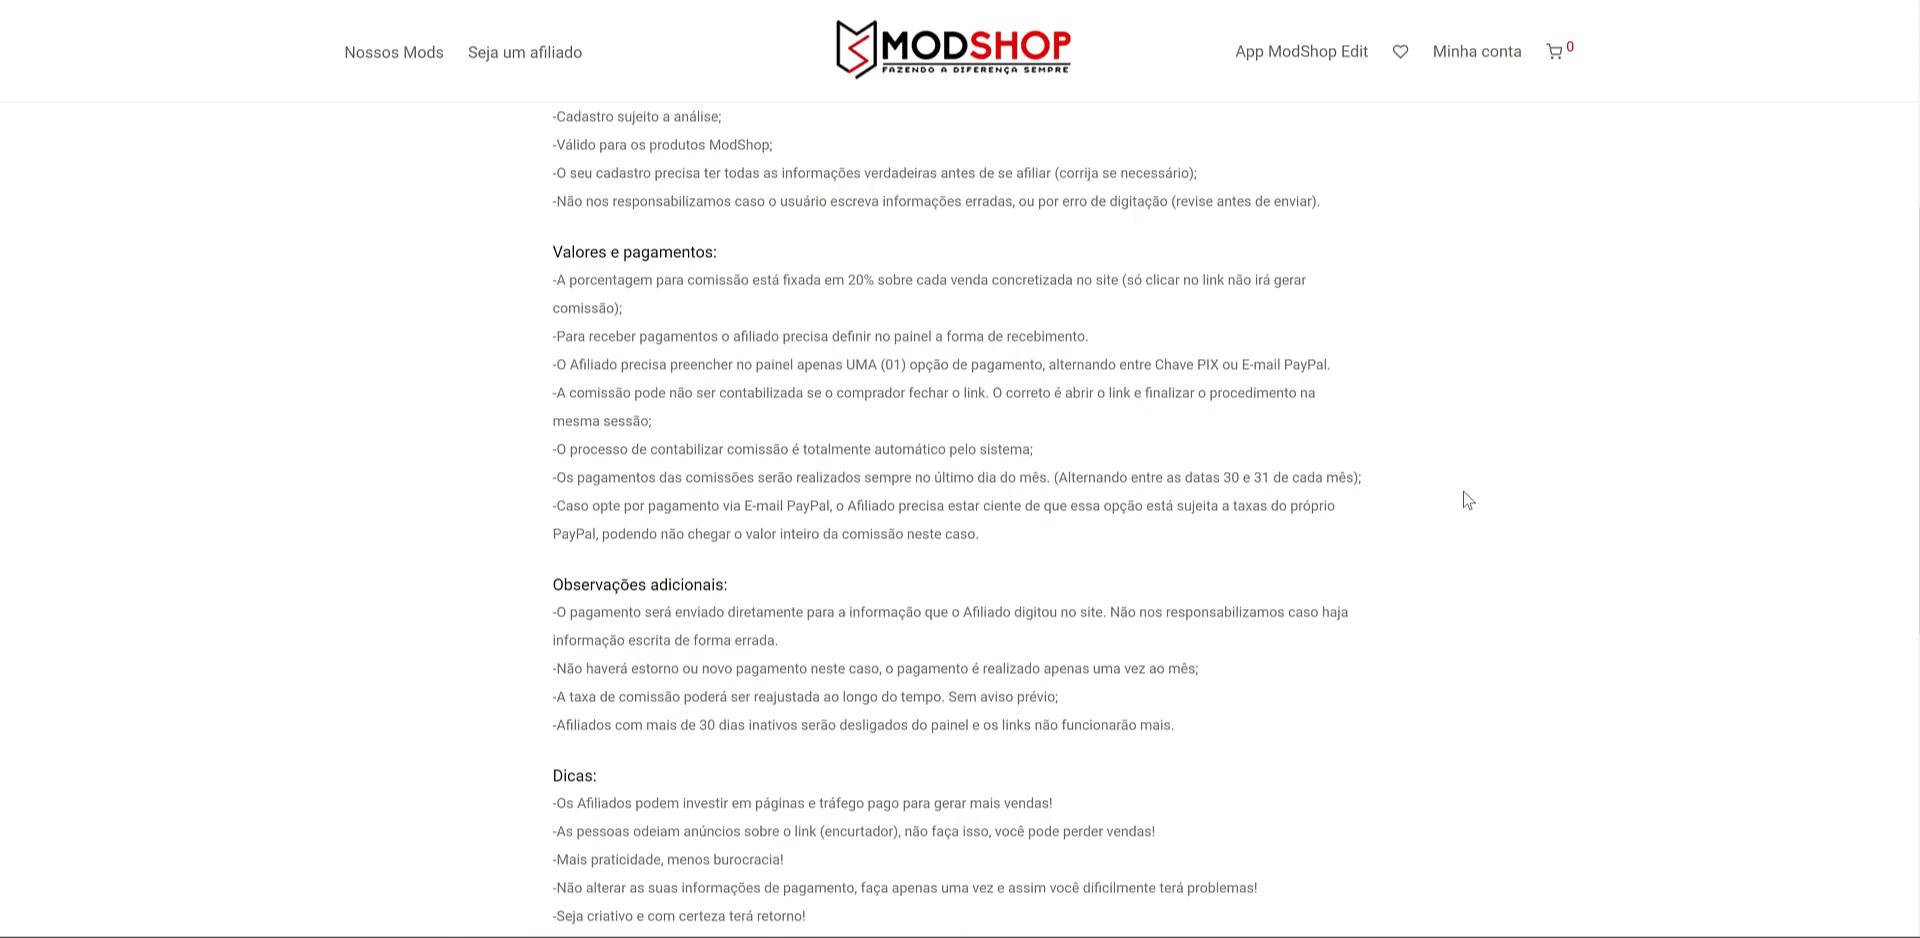 Nossos Mods Seja um afiliado MODSHOP App ModShop Edit Minha conta 0
FAZENDO A DIFERENÇA SEMPRE
-Cadastro sujeito a análise;
-Válido para os produtos ModShop;
-O seu cadastro precisa ter todas as informações verdadeiras antes de se afiliar (corrija se necessário);
-Não nos responsabilizamos caso o usuário escreva informações erradas, ou por erro de digitação (revise antes de enviar).
Valores e pagamentos:
-A porcentagem para comissão está fixada em 20% sobre cada venda concretizada no site (só clicar no link não irá gerar
comissão);
-Para receber pagamentos o afiliado precisa definir no painel a forma de recebimento.
-O Afiliado precisa preencher no painel apenas UMA (01) opção de pagamento, alternando entre Chave PIX ou E-mail PayPal.
-A comissão pode não ser contabilizada se o comprador fechar o link. O correto é abrir o link e finalizar o procedimento na
mesma sessão;
-O processo de contabilizar comissão é totalmente automático pelo sistema;
-Os pagamentos das comissões serão realizados sempre no último dia do mês. (Alternando entre as datas 30 e 31 de cada mês);
-Caso opte por pagamento via E-mail PayPal, o Afiliado precisa estar ciente de que essa opção está sujeita a taxas do próprio
PayPal, podendo não chegar o valor inteiro da comissão neste caso.
Observações adicionais:
-O pagamento será enviado diretamente para a informação que o Afiliado digitou no site. Não nos responsabilizamos caso haja
informação escrita de forma errada.
-Não haverá estorno ou novo pagamento neste caso, o pagamento é realizado apenas uma vez ao mês;
-A taxa de comissão poderá ser reajustada ao longo do tempo. Sem aviso prévio;
-Afiliados com mais de 30 dias inativos serão desligados do painel e os links não funcionarão mais.
Dicas:
-Os Afiliados podem investir em páginas e tráfego pago para gerar mais vendas!
-As pessoas odeiam anúncios sobre o link (encurtador), não faça isso, você pode perder vendas!
-Mais praticidade, menos burocracia!
-Não alterar as suas informações de pagamento, faça apenas uma vez e assim você dificilmente terá problemas!
-Seja criativo e com certeza terá retorno!